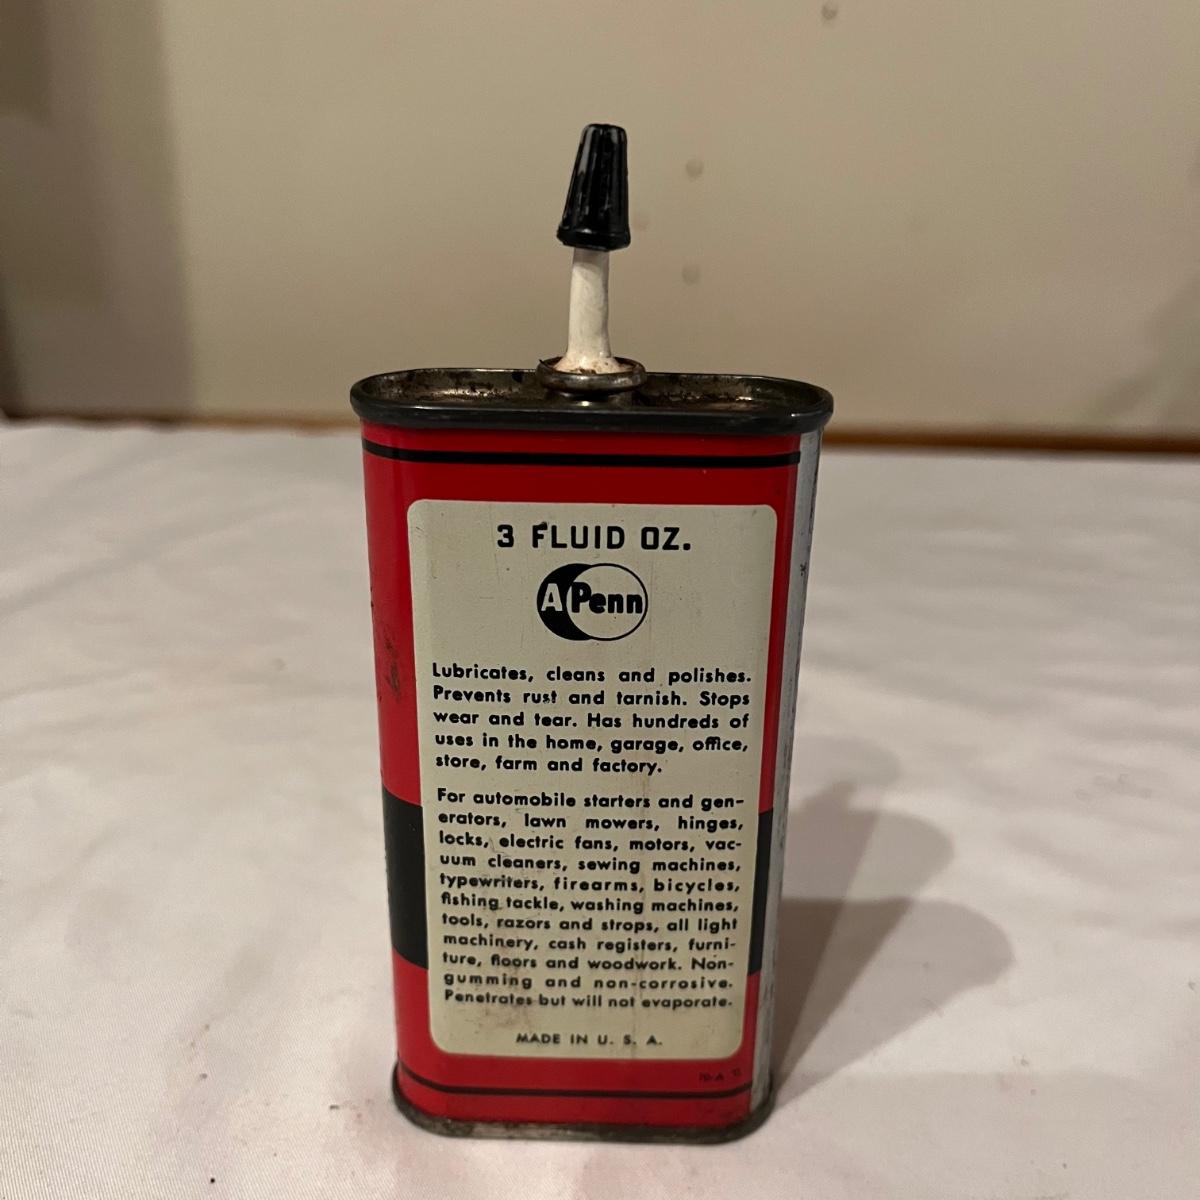 3 FLUID OZ.
A Penn
Lubricates, cleans and polishes.
Prevents rust and tarnish. Stops
wear and tear. Has hundreds of
uses in the home, garage, office,
store, farm and factory.
For automobile starters and gen-
erators, lawn mowers, hinges,
locks, electric fans, motors, vac-
uum cleaners, sewing machines,
typewriters, firearms, bicycles,
fishing tackle, washing machines,
tools, razors and strops, all light
machinery, cash registers, furni-
ture, floors and woodwork. Non-
gumming and non-corrosive.
Penetrates but will not evaporate.
MADE IN U. S. A.